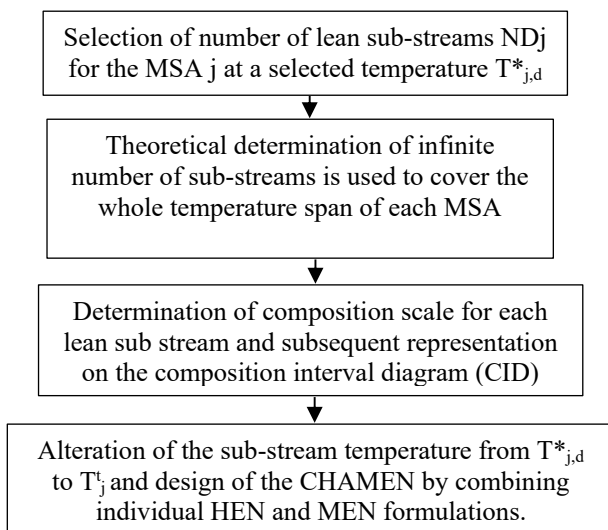 Selection of number of lean sub-streams NDj
for the MSA j at a selected temperature T*j,d
Theoretical determination of infinite
number of sub-streams is used to cover the
whole temperature span of each MSA
Determination of composition scale for each
lean sub stream and subsequent representation
on the composition interval diagram (CID)
Alteration of the sub-stream temperature from T*j,d
to Ttj and design of the CHAMEN by combining
individual HEN and MEN formulations.